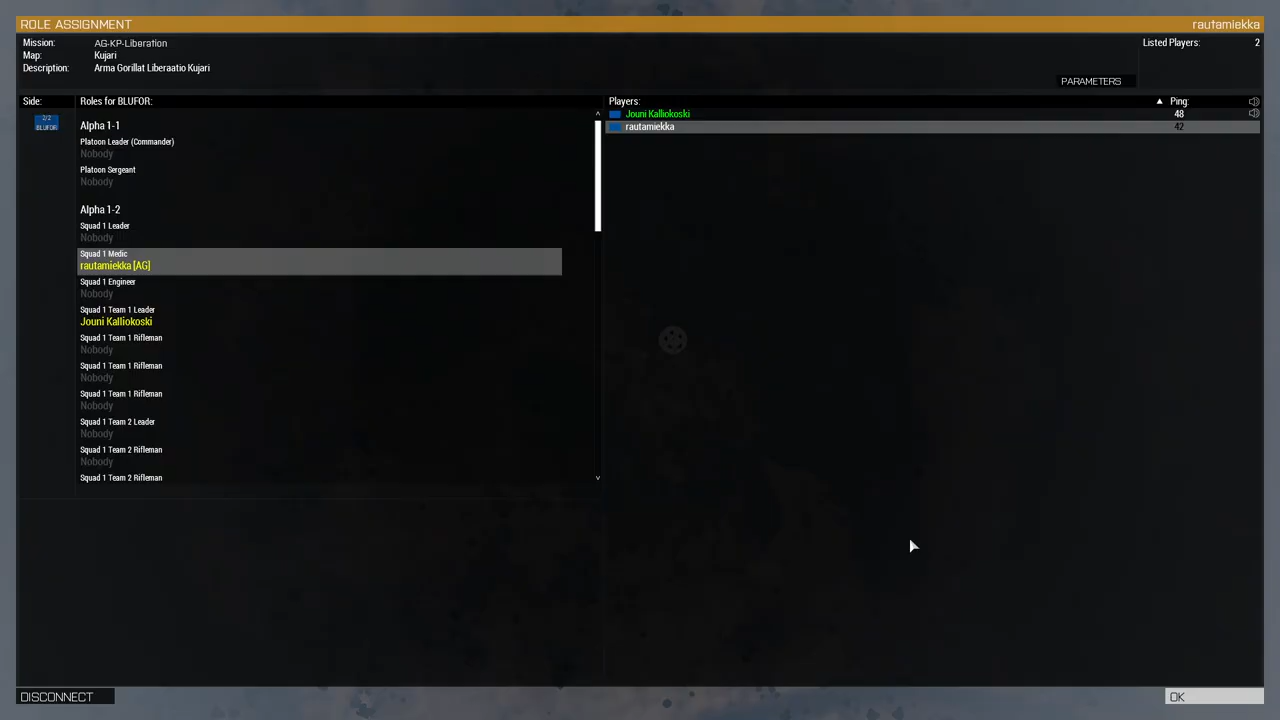 ROLE ASSIGNMENT rautamiekka
Mission: AG-KP-Liberation Listed Players: 2
Map: Kujari
Description: Arma Gorillat Liberaatio Kujari
PARAMETERS
Side: Roles for BLUFOR: Players: Ping:
2/2
BLUFOR
Alpha 1-1
Platoon Leader (Commander)
Nobody
Platoon Sergeant
Nobody
Alpha 1-2
Squad 1 Leader
Nobody
Squad 1 Medic
rautamiekka [AG]
Squad 1 Engineer
Nobody
Squad 1 Team 1 Leader
Jouni Kalliokoski
Squad 1 Team 1 Rifleman
Nobody
Squad 1 Team 1 Rifleman
Nobody
Squad 1 Team 1 Rifleman
Nobody
Squad 1 Team 2 Leader
Nobody
Squad 1 Team 2 Rifleman
Nobody
Squad 1 Team 2 Rifleman
Jouni Kalliokoski 48
rautamiekka 42
DISCONNECT OK